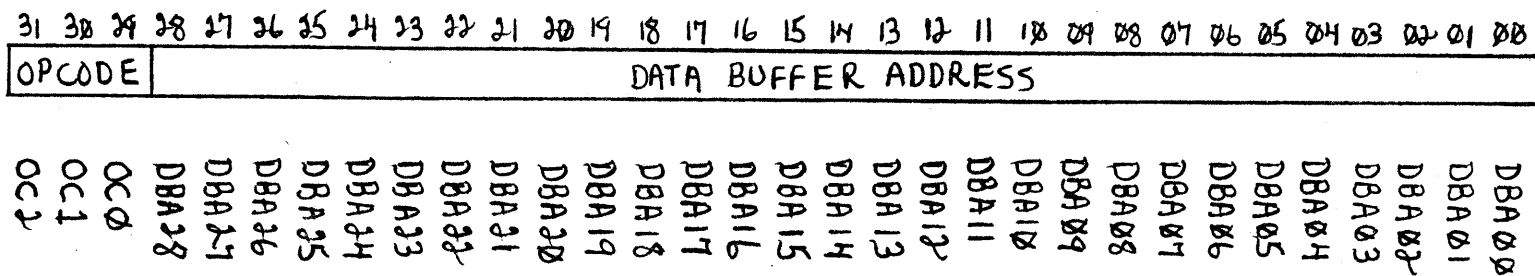 31 30 29 28 27 26 25 24 23 22 21 20 19 18 17 16 15 14 13 12 11 10 09 08 07 06 05 04 03 02 01 00
OPCODE DATA BUFFER ADDRESS
OC2 OC1 OC0 DBA28 DBA27 DBA26 DBA25 DBA24 DBA23 DBA22 DBA21 DBA20 DBA19 DBA18 DBA17 DBA16 DBA15 DBA14 DBA13 DBA12 DBA11 DBA10 DBA09 DBA08 DBA07 DBA06 DBA05 DBA04 DBA03 DBA02 DBA01 DBA00